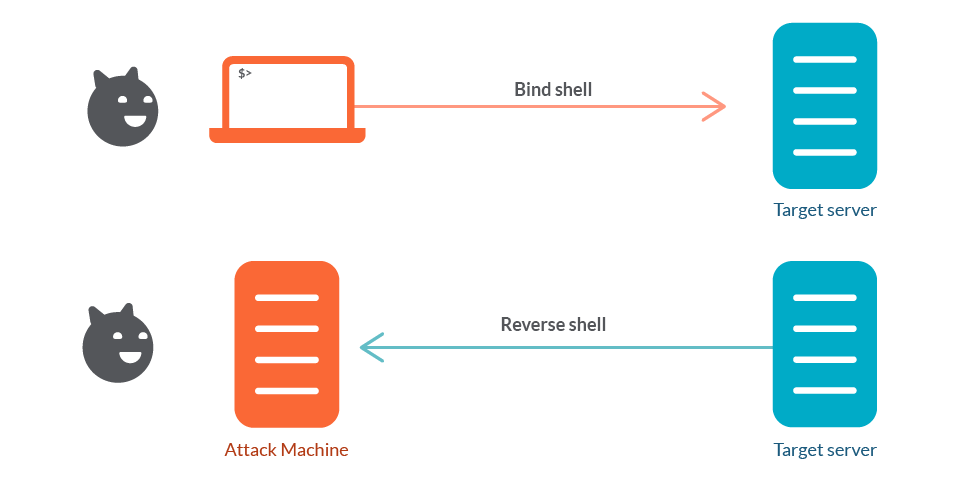 $>
Bind shell
Target server
Reverse shell
Attack Machine
Target server